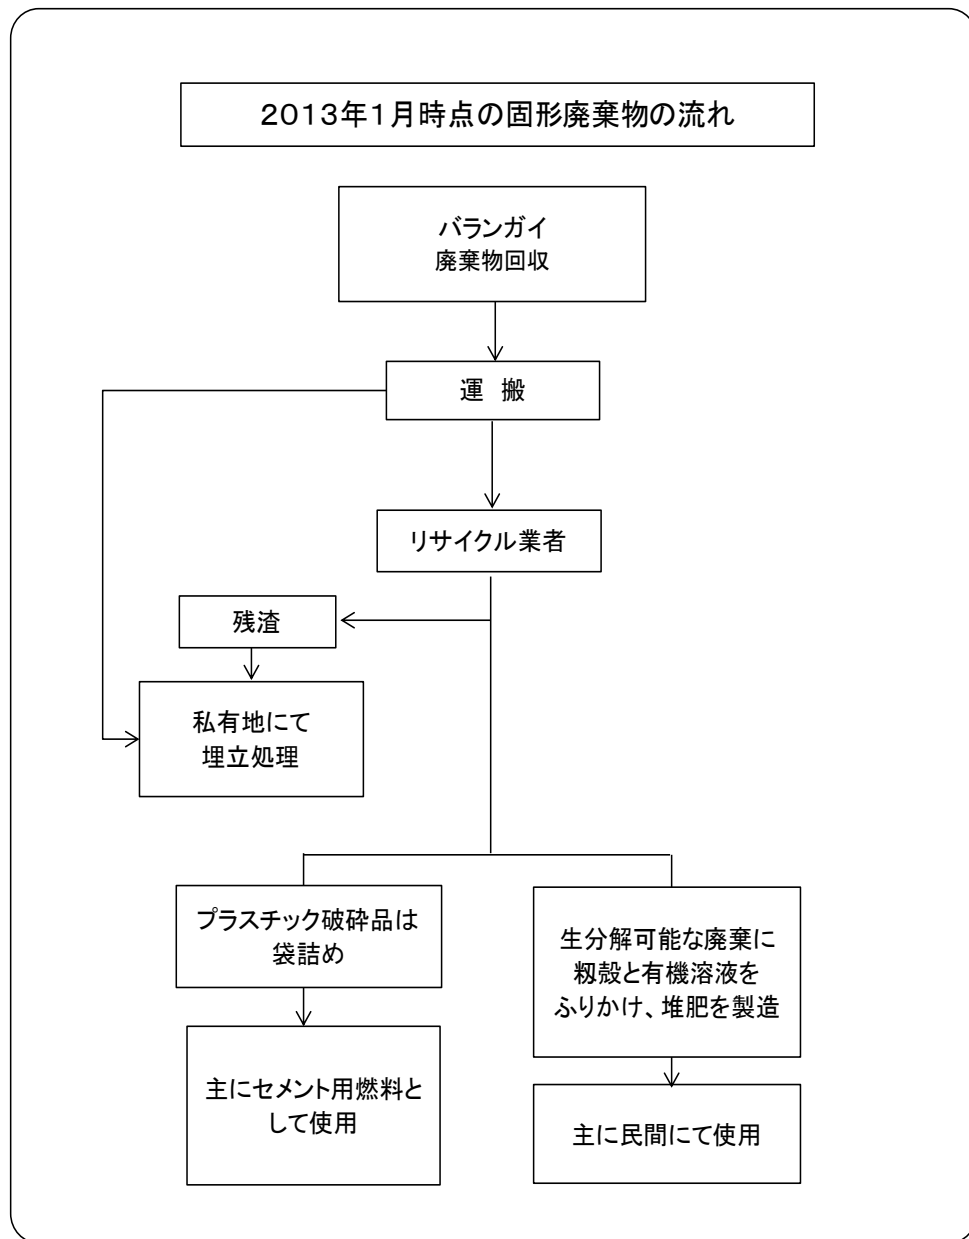 2013年1月時点の固形廃棄物の流れ
バランガイ
廃棄物回収
運 搬
リサイクル業者
残渣
私有地にて
埋立処理
プラスチック破砕品は
袋詰め
生分解可能な廃棄に
籾殻と有機溶液を
ふりかけ、堆肥を製造
主にセメント用燃料と
して使用
主に民間にて使用